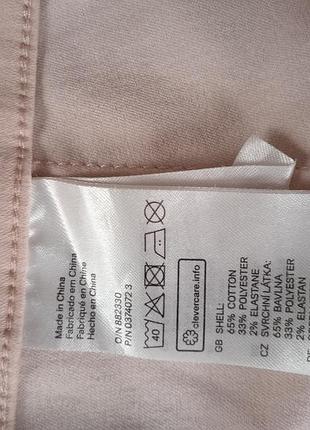 Made in China
Fabricado em China
Fabriqué en Chine
Hecho en China
O/N 882330
P/N 0374072 3
40
clevercare.info
GB SHELL:
65% COTTON
33% POLYESTER
2% ELASTANE
CZ SVRCHNÍ LÁTKA:
65% BAVLNA
33% POLYESTER
2% ELASTAN